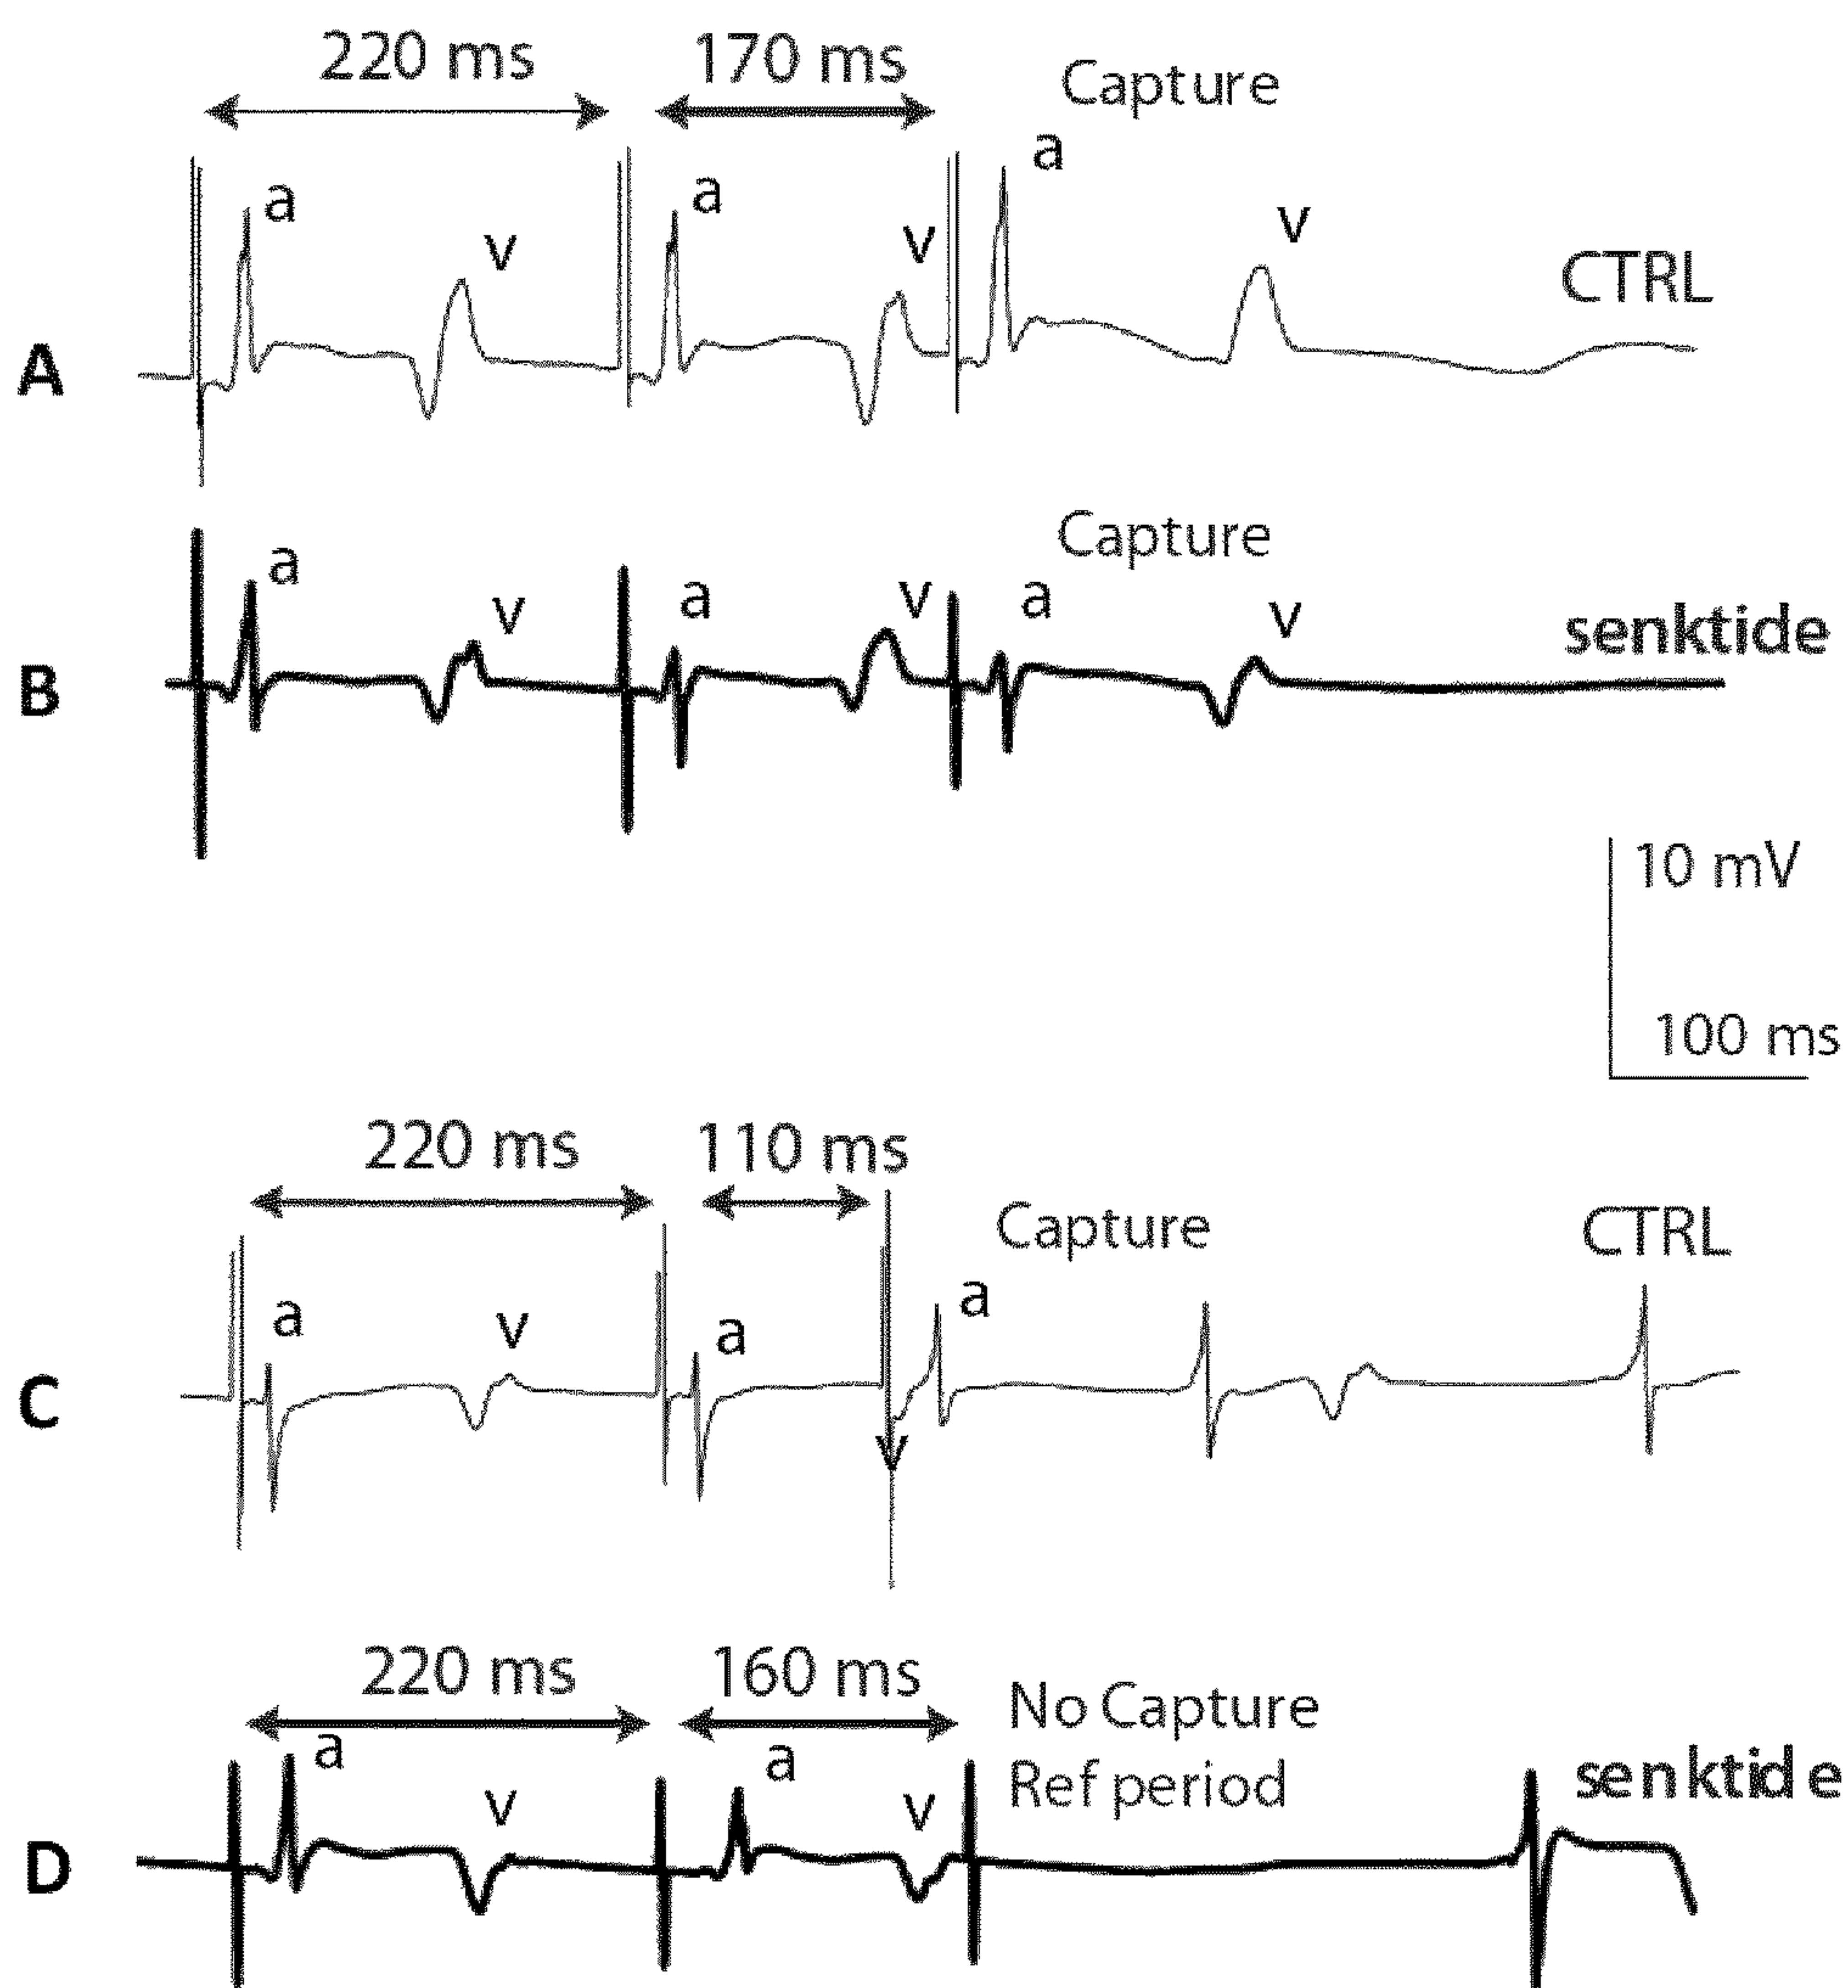 220 ms 170 ms Capture
a a a
v v v
CTRL
A
Capture
a a a
v v v
senktide
B
10 mV
100 ms
220 ms 110 ms
Capture CTRL
a a a
v
C
v
220 ms 160 ms No Capture
a a Ref period
v v senktide
D